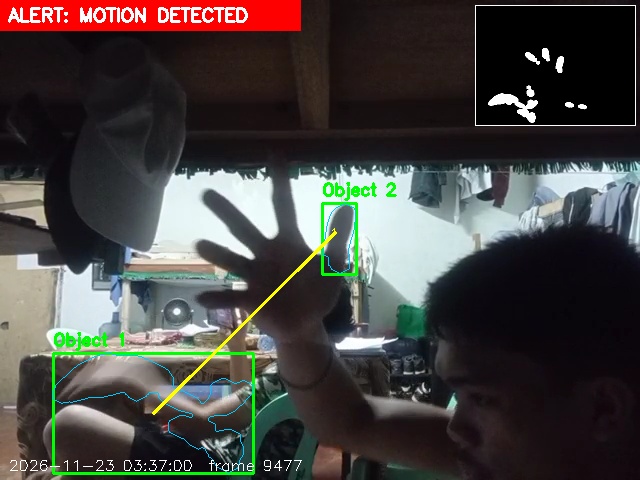 ALERT: MOTION DETECTED
Object 2
Object 1
2026-11-23 03:37:00 frame 9477